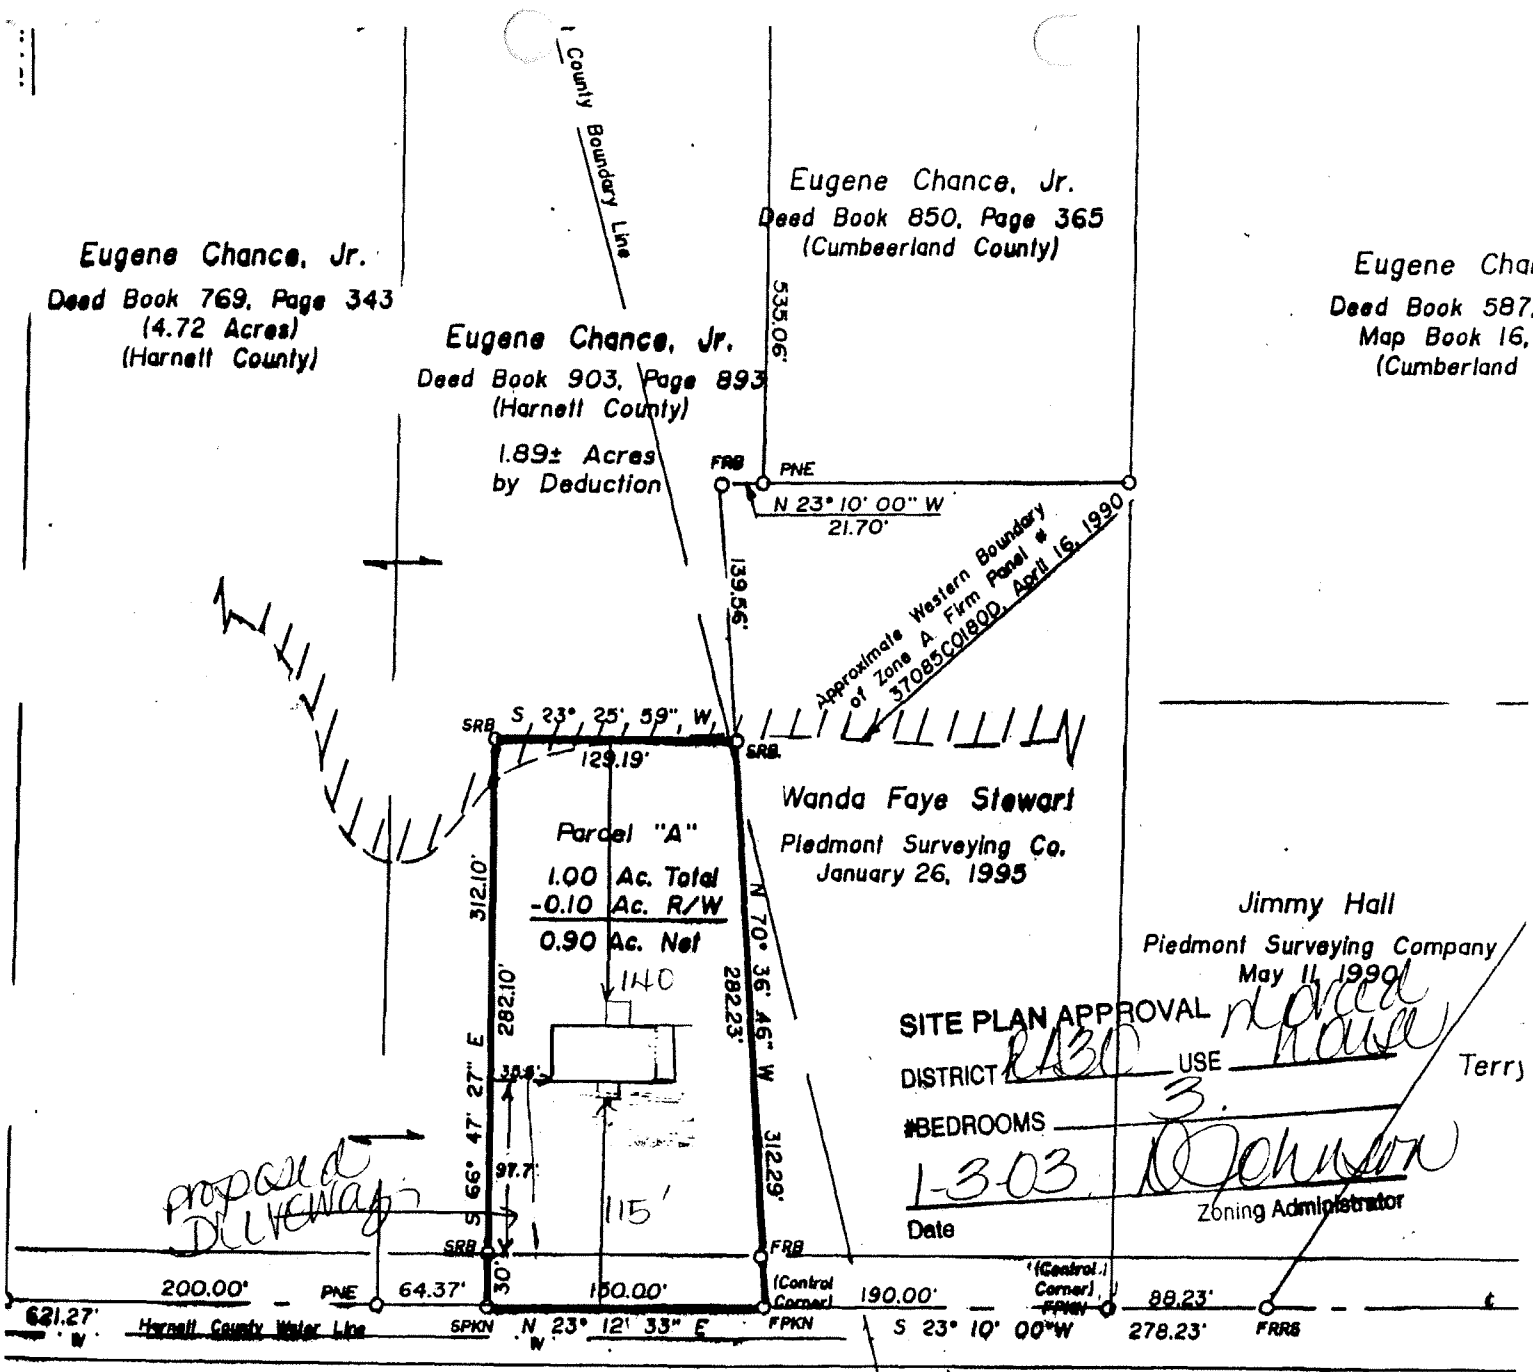 County Boundary Line
Eugene Chance, Jr.
Deed Book 850, Page 365
(Cumbeerland County)
Eugene Chance, Jr.
Deed Book 769, Page 343
(4.72 Acres)
(Harnett County)
Eugene Cha
Deed Book 587,
Map Book 16,
(Cumberland
Eugene Chance, Jr.
Deed Book 903, Page 893
(Harnett County)
1.89± Acres
by Deduction
535.06'
FRB
PNE
N 23° 10' 00" W
21.70'
139.56'
Approximate Western Boundary
of Zone A. Firm Panel #
37085C0180D, April 16, 1990
SRB
S 23° 25' 59" W
129.19'
SRB.
Wanda Faye Stewart
Piedmont Surveying Co.
January 26, 1995
Parcel "A"
1.00 Ac. Total
-0.10 Ac. R/W
0.90 Ac. Net
312.10'
282.10'
S 66° 47' 27" E
N 70° 36' 46" W
282.23'
312.29'
140
Jimmy Hall
Piedmont Surveying Company
May 11, 1990
SITE PLAN APPROVAL
DISTRICT RA30 USE house
#BEDROOMS 3
1-3-03 D Johnson
Date Zoning Administrator
Terry
97.7'
115'
proposed
Driveway
SRB
FRB
30'
200.00'
PNE
64.37'
150.00'
(Control
Corner)
190.00'
(Control
Corner)
FPKN
88.23'
621.27'
W
Harnett County Water Line
SPKN
N 23° 12' 33" E
W
FPKN
S 23° 10' 00" W
278.23'
FRRS